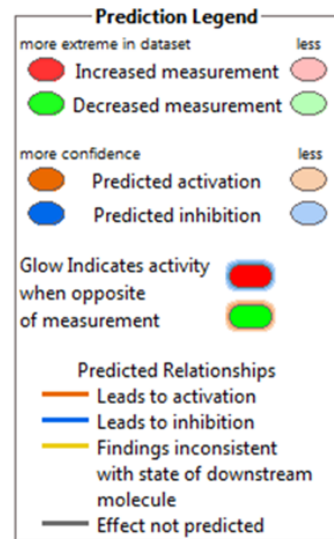 Prediction Legend
more extreme in dataset less
Increased measurement
Decreased measurement
more confidence less
Predicted activation
Predicted inhibition
Glow Indicates activity
when opposite
of measurement
Predicted Relationships
Leads to activation
Leads to inhibition
Findings inconsistent
with state of downstream
molecule
Effect not predicted